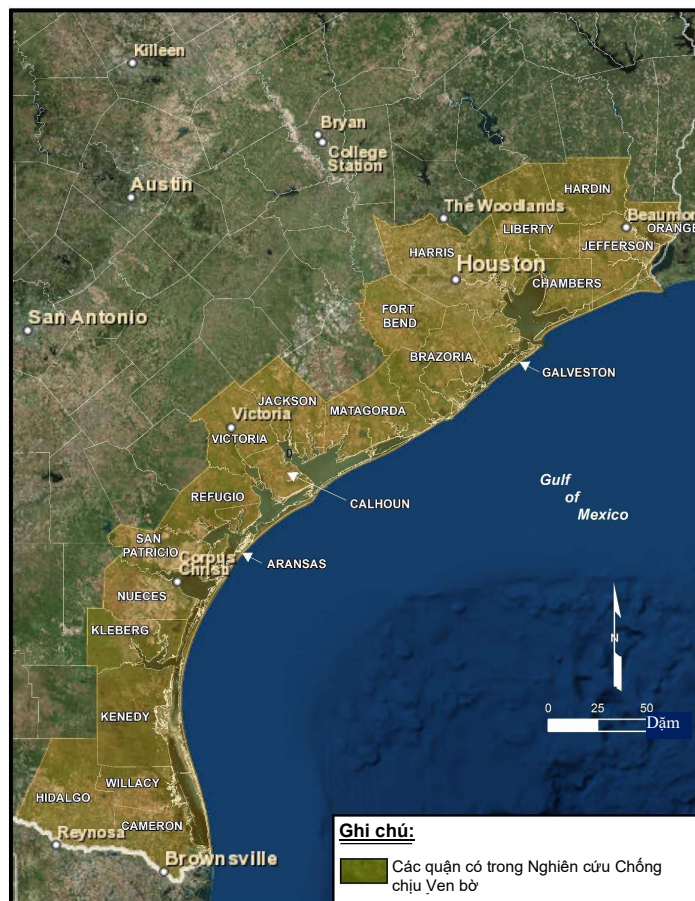 Killeen
Bryan
College
Station
Austin
HARDIN
The Woodlands
Beaumon
LIBERTY
ORANGE
HARRIS
JEFFERSON
Houston
CHAMBERS
San Antonio
FORT
BEND
BRAZORIA
GALVESTON
JACKSON
MATAGORDA
Victoria
VICTORIA
0
Gulf
of
Mexico
REFUGIO
CALHOUN
SAN
PATRICIO
Corpus
Christi
ARANSAS
NUECES
KLEBERG
N
0 25 50
Dặm
KENEDY
WILLACY
HIDALGO
CAMERON
Reynosa
Brownsville
Ghi chú:
Các quận có trong Nghiên cứu Chống
chịu Ven bờ